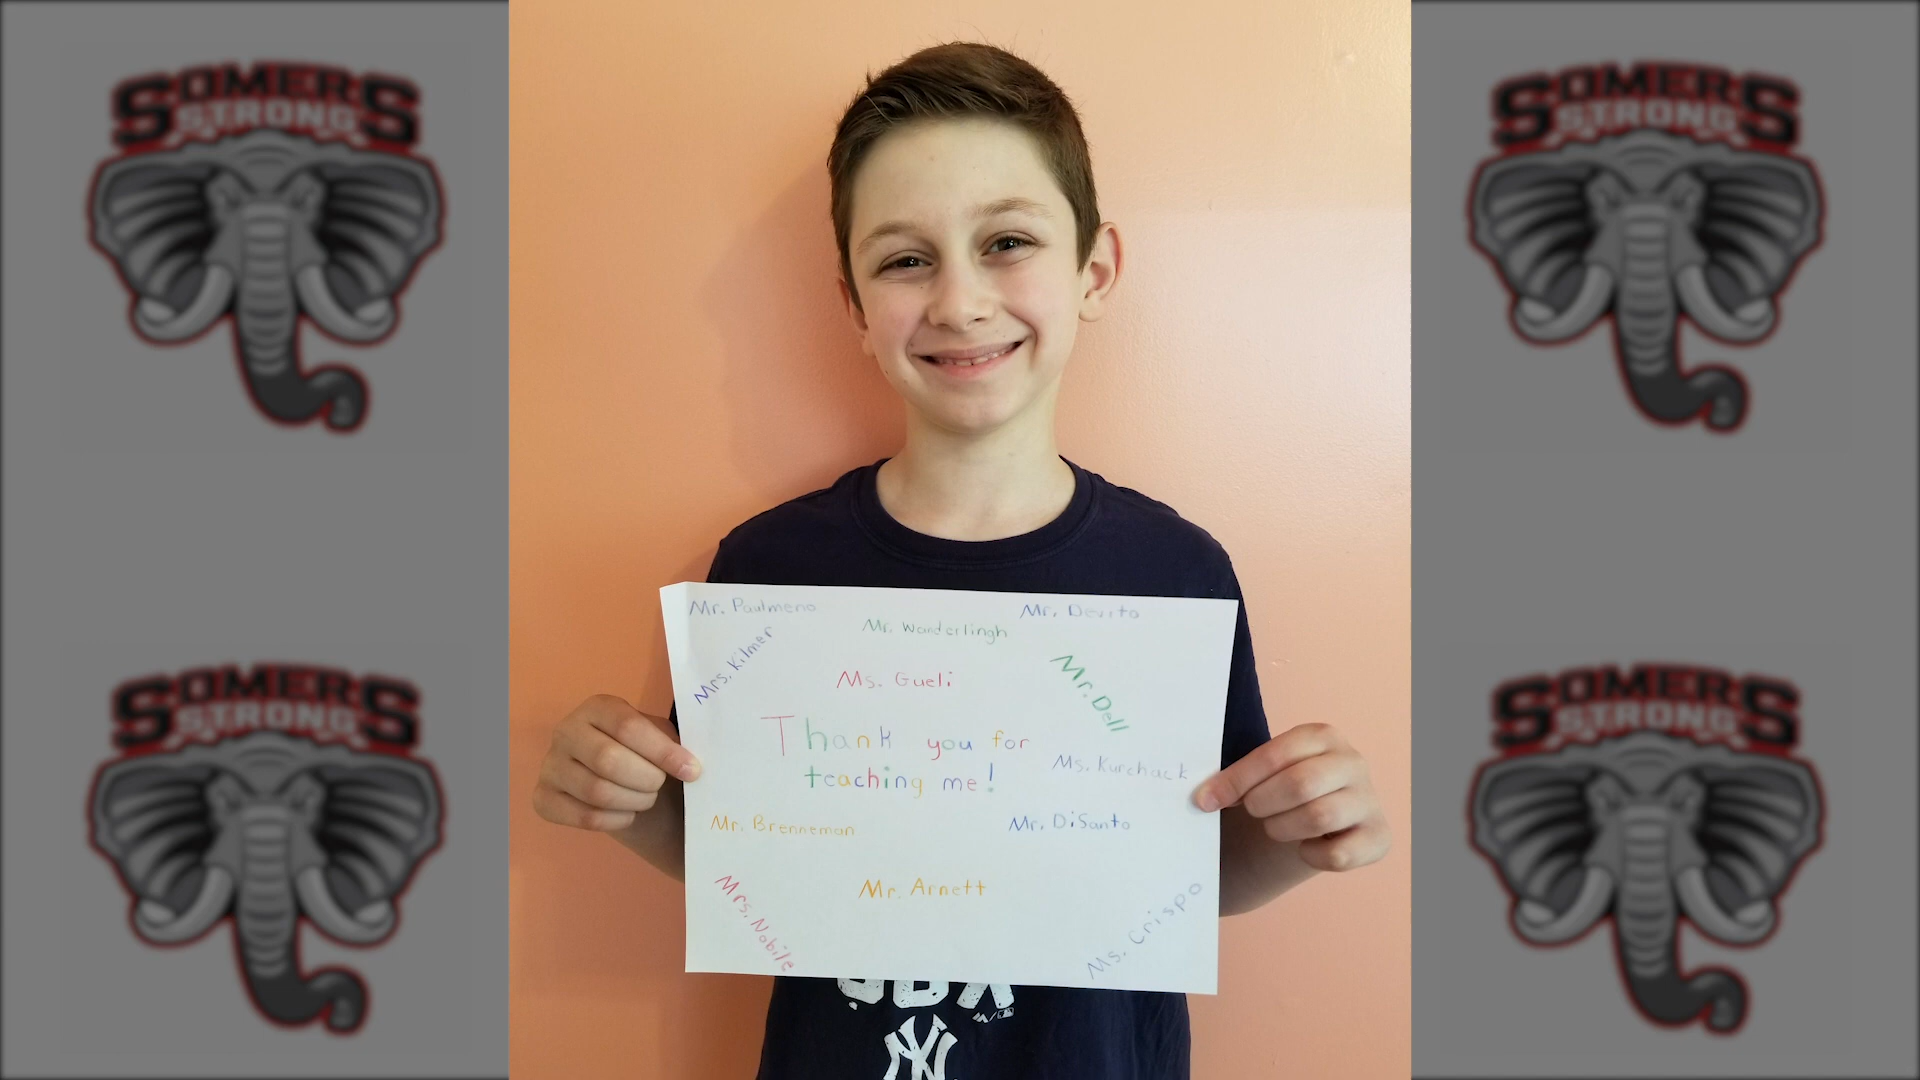 SOMERS
STRONG
SOMERS
STRONG
Mr. Paulmeno
Mr. Devito
Mr. Wanderlingh
Mrs. Kilmer
Ms. Gueli
Mr. Dell
Thank you for
teaching me!
Ms. Kurchack
Mr. Brenneman
Mr. DiSanto
Mr. Arnett
Mrs. Nobile
Ms. Crispo
NY
SOMERS
STRONG
SOMERS
STRONG